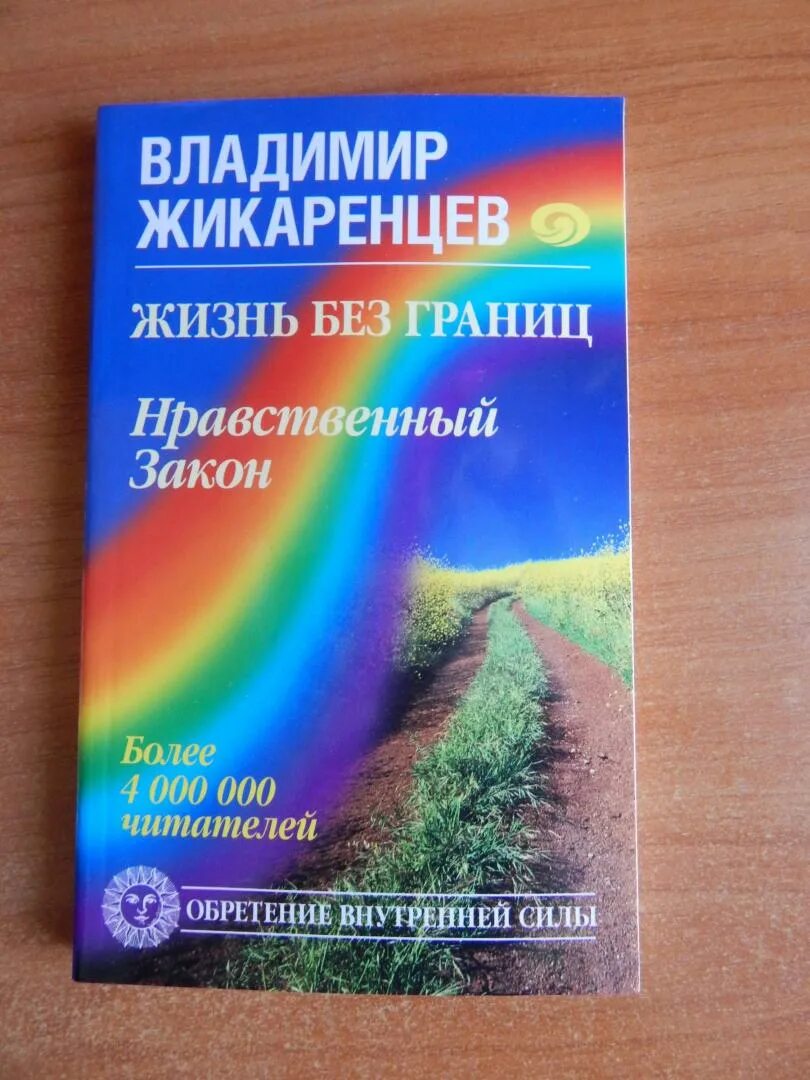 ВЛАДИМИР
ЖИКАРЕНЦЕВ
ЖИЗНЬ БЕЗ ГРАНИЦ
Нравственный
Закон
Более
4 000 000
читателей
ОБРЕТЕНИЕ ВНУТРЕННЕЙ СИЛЫ